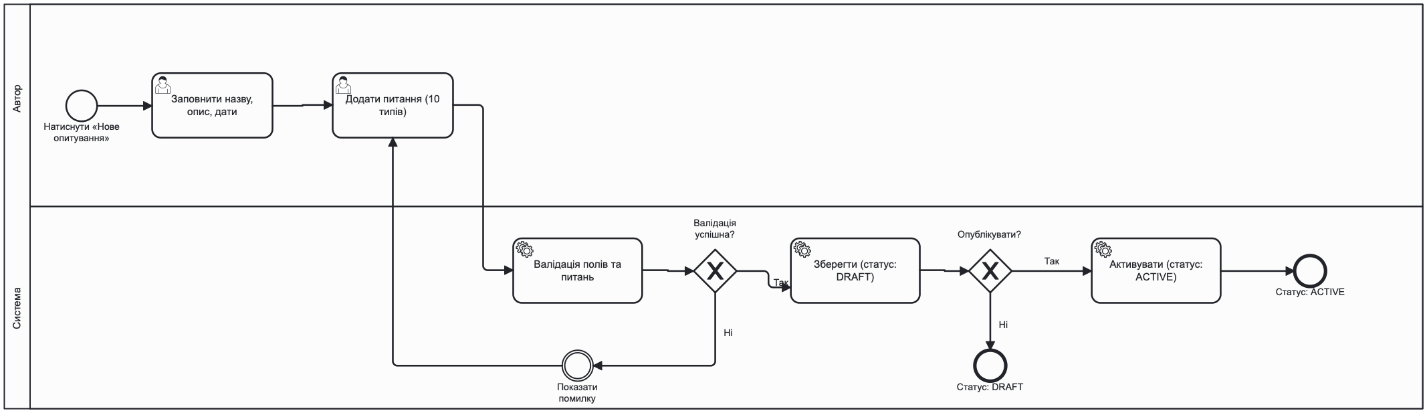 Автор
Натиснути «Нове
опитування»
Заповнити назву,
опис, дати
Додати питання (10
типів)
Система
Валідація полів та
питань
Валідація
успішна?
Так
Ні
Показати
помилку
Зберегти (статус:
DRAFT)
Опублікувати?
Так
Ні
Статус: DRAFT
Активувати (статус:
ACTIVE)
Статус: ACTIVE